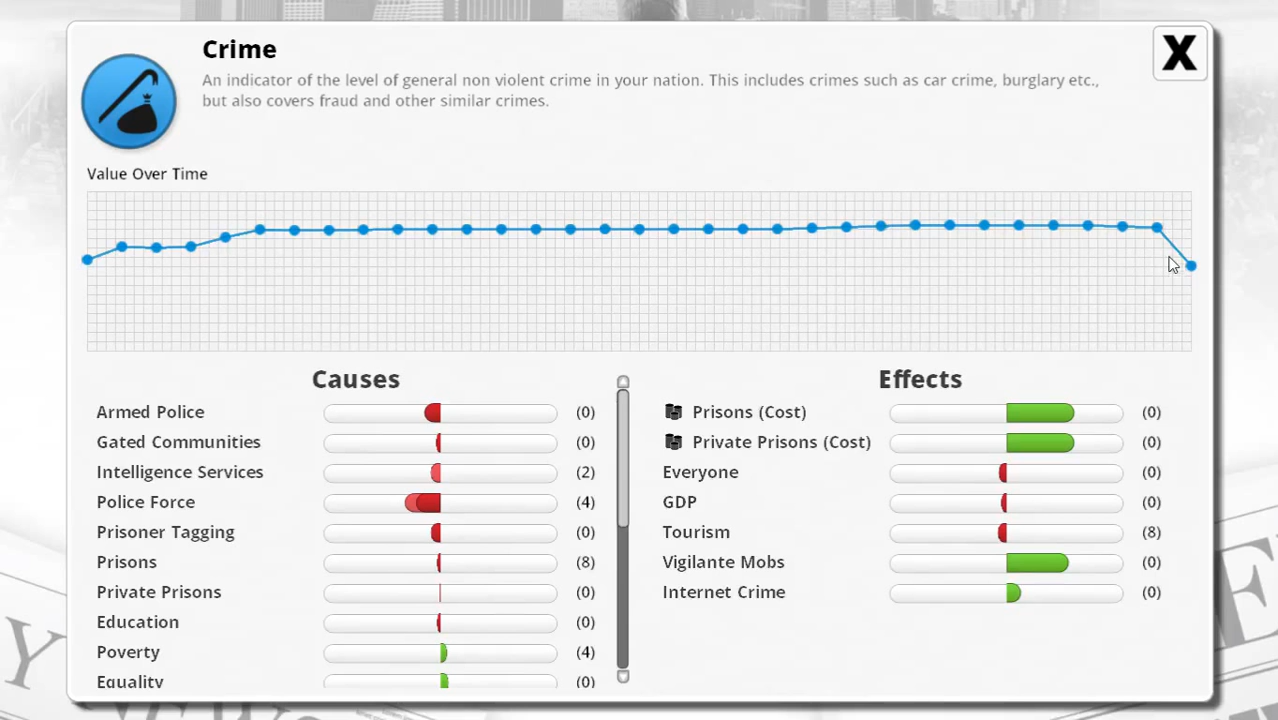 Crime
X
An indicator of the level of general non violent crime in your nation. This includes crimes such as car crime, burglary etc.,
but also covers fraud and other similar crimes.
Value Over Time
Causes
Armed Police (0)
Gated Communities (0)
Intelligence Services (2)
Police Force (4)
Prisoner Tagging (0)
Prisons (8)
Private Prisons (0)
Education (0)
Poverty (4)
Equality (0)
Effects
Prisons (Cost) (0)
Private Prisons (Cost) (0)
Everyone (0)
GDP (0)
Tourism (8)
Vigilante Mobs (0)
Internet Crime (0)